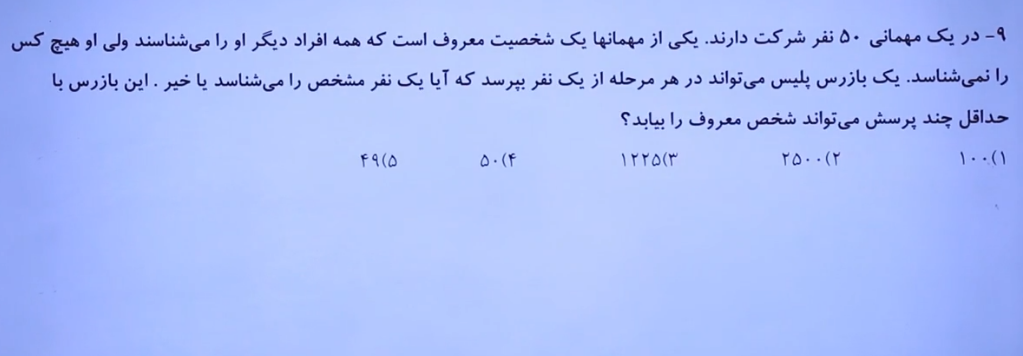 ۹- در یک مهمانی ۵۰ نفر شرکت دارند. یکی از مهمانها یک شخصیت معروف است که همه افراد دیگر او را می‌شناسند ولی او هیچ کس
را نمی‌شناسد. یک بازرس پلیس می‌تواند در هر مرحله از یک نفر بپرسد که آیا یک نفر مشخص را می‌شناسد یا خیر . این بازرس با
حداقل چند پرسش می‌تواند شخص معروف را بیابد؟
۱)۱۰۰ ۲)۲۵۰۰ ۳)۱۲۲۵ ۴)۵۰ ۵)۴۹